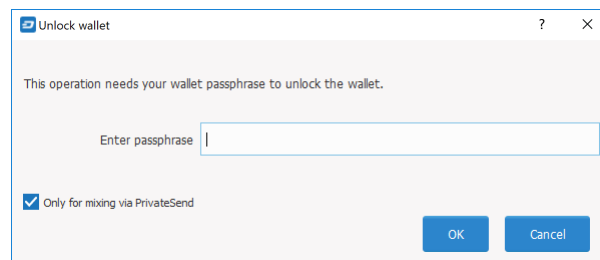 Unlock wallet ?
This operation needs your wallet passphrase to unlock the wallet.
Enter passphrase
Only for mixing via PrivateSend
OK Cancel